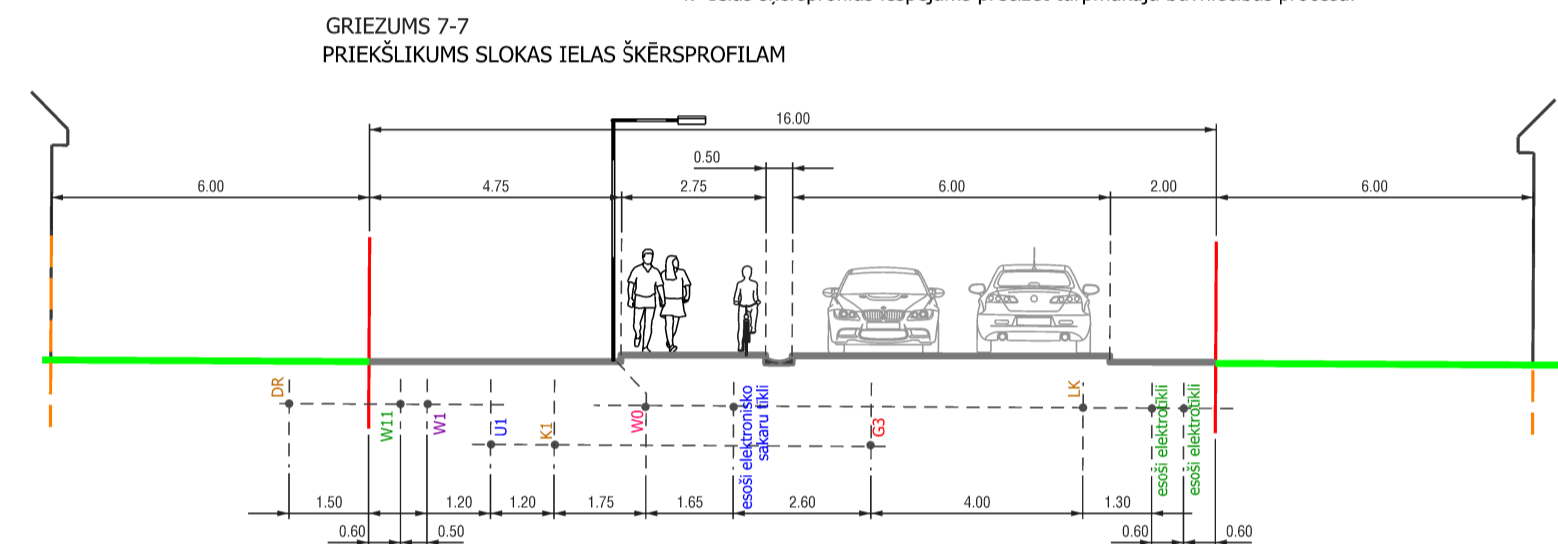 GRIEZUMS 7-7
PRIEKŠLIKUMS SLOKAS IELAS ŠĶĒRSPROFILAM
16.00
0.50
6.00
4.75
2.75
6.00
2.00
6.00
DR
W11
W1
U1
K1
W0
esoši elektronisko
sakaru tīkli
G3
LK
esoši elektrotīkli
esoši elektrotīkli
1.50
1.20
1.20
1.75
1.65
2.60
4.00
1.30
0.60
0.50
0.60
0.60